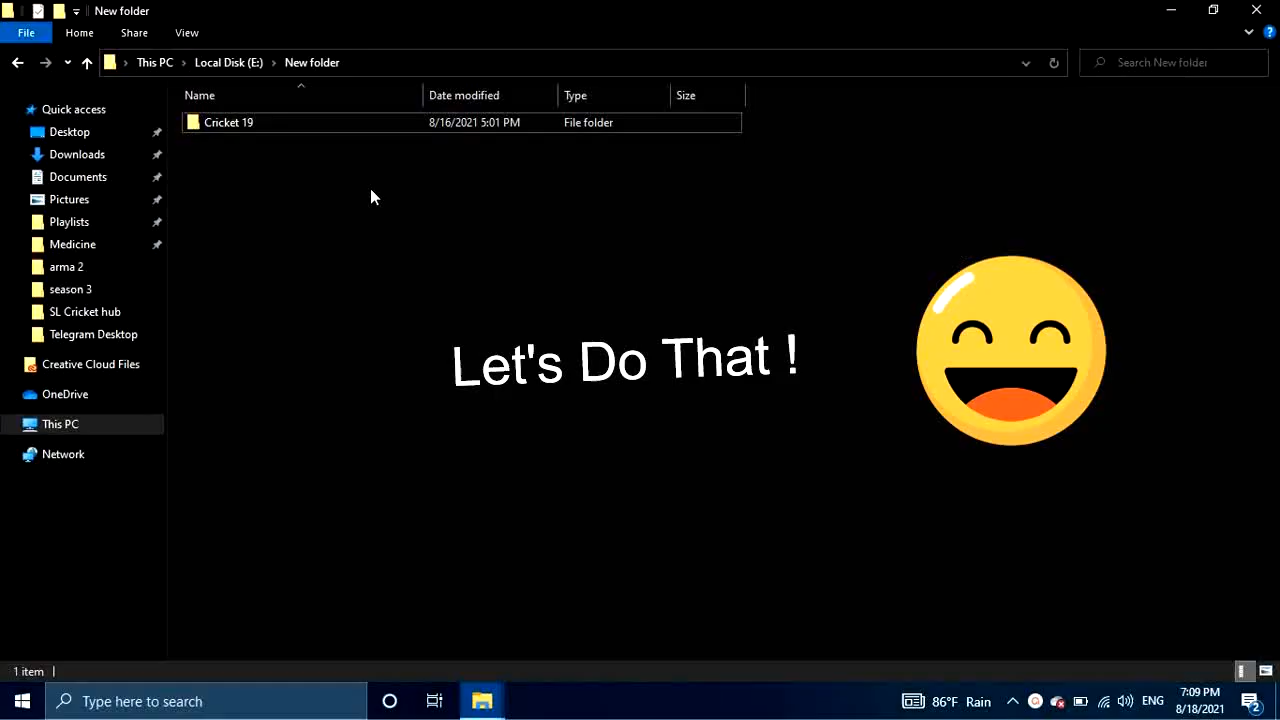 New folder
File Home Share View
This PC Local Disk (E:) New folder
Search New folder
Name Date modified Type Size
Cricket 19 8/16/2021 5:01 PM File folder
Quick access
Desktop
Downloads
Documents
Pictures
Playlists
Medicine
arma 2
season 3
SL Cricket hub
Telegram Desktop
Creative Cloud Files
OneDrive
This PC
Network
Let's Do That !
1 item
Type here to search
86°F Rain
ENG
7:09 PM
8/18/2021
2